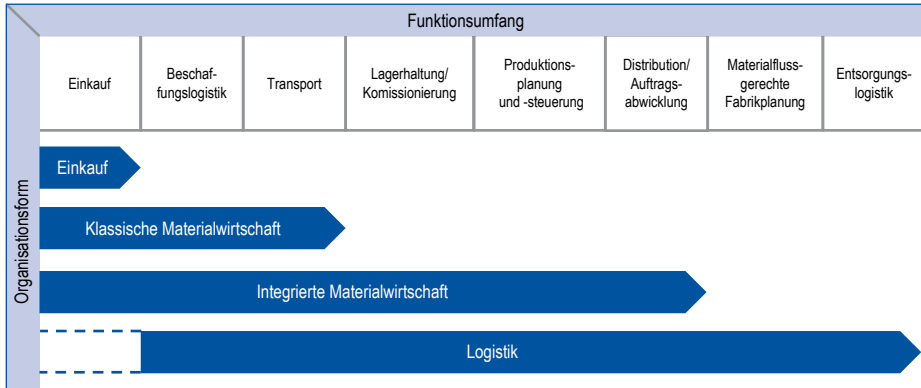 Funktionsumfang
Einkauf
Beschaf-
fungslogistik
Transport
Lagerhaltung/
Komissionierung
Produktions-
planung
und -steuerung
Distribution/
Auftrags-
abwicklung
Materialfluss-
gerechte
Fabrikplanung
Entsorgungs-
logistik
Organisationsform
Einkauf
Klassische Materialwirtschaft
Integrierte Materialwirtschaft
Logistik